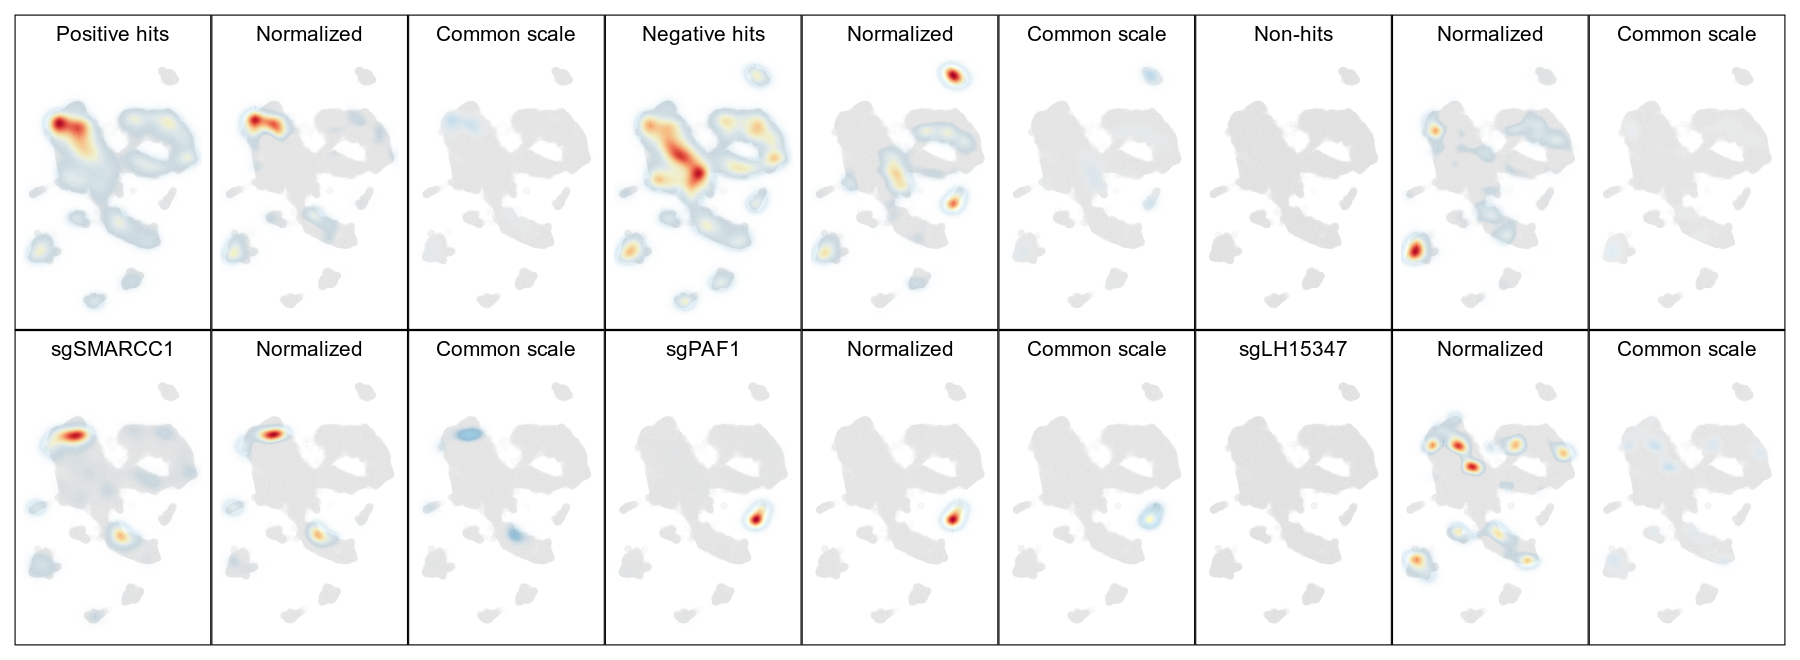 Positive hits
Normalized
Common scale
Negative hits
Normalized
Common scale
Non-hits
Normalized
Common scale
sgSMARCC1
Normalized
Common scale
sgPAF1
Normalized
Common scale
sgLH15347
Normalized
Common scale